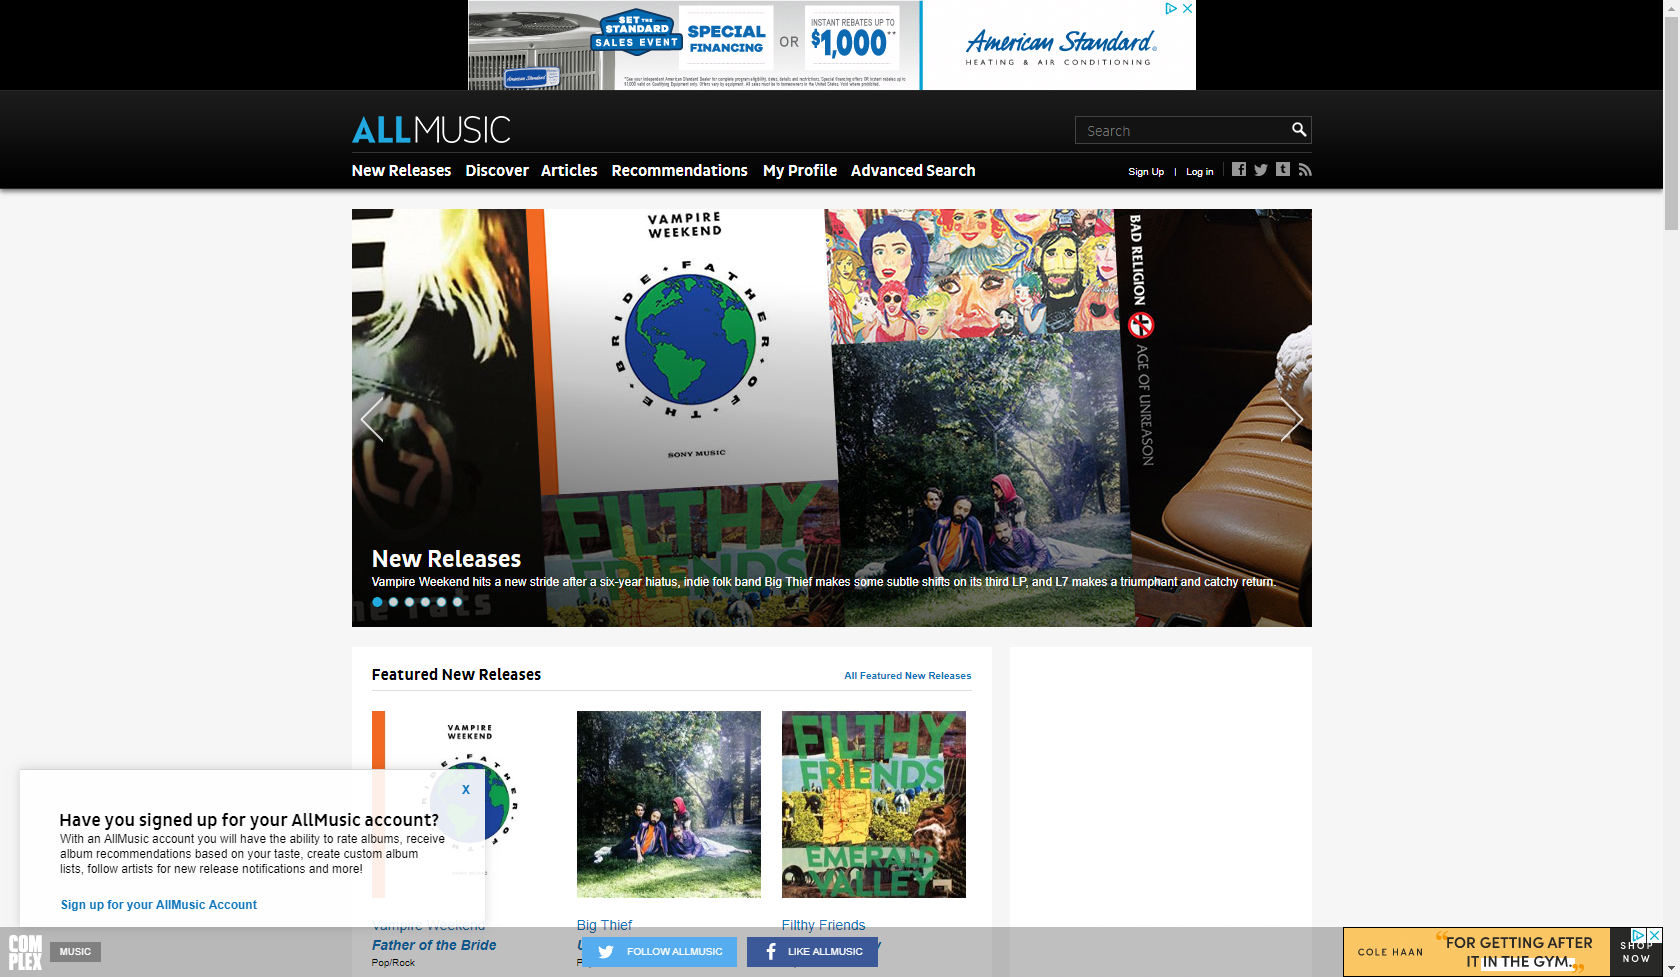 SET THE
STANDARD
SALES EVENT
SPECIAL
FINANCING
OR
INSTANT REBATES UP TO
$1,000**
American Standard
HEATING & AIR CONDITIONING
ALLMUSIC
Search
New Releases
Discover
Articles
Recommendations
My Profile
Advanced Search
Sign Up
Log in
VAMPIRE
WEEKEND
FATHER · OF · THE · BRIDE
SONY MUSIC
BAD RELIGION
AGE OF UNREASON
FILTHY
FRIENDS
New Releases
Vampire Weekend hits a new stride after a six-year hiatus, indie folk band Big Thief makes some subtle shifts on its third LP, and L7 makes a triumphant and catchy return.
Featured New Releases
All Featured New Releases
VAMPIRE
WEEKEND
FILTHY
FRIENDS
EMERALD
VALLEY
X
Have you signed up for your AllMusic account?
With an AllMusic account you will have the ability to rate albums, receive
album recommendations based on your taste, create custom album
lists, follow artists for new release notifications and more!
Sign up for your AllMusic Account
Vampire Weekend
Big Thief
Filthy Friends
Father of the Bride
Pop/Rock
COM
PLEX
MUSIC
FOLLOW ALLMUSIC
LIKE ALLMUSIC
COLE HAAN
“FOR GETTING AFTER
IT IN THE GYM.”
SHOP
NOW